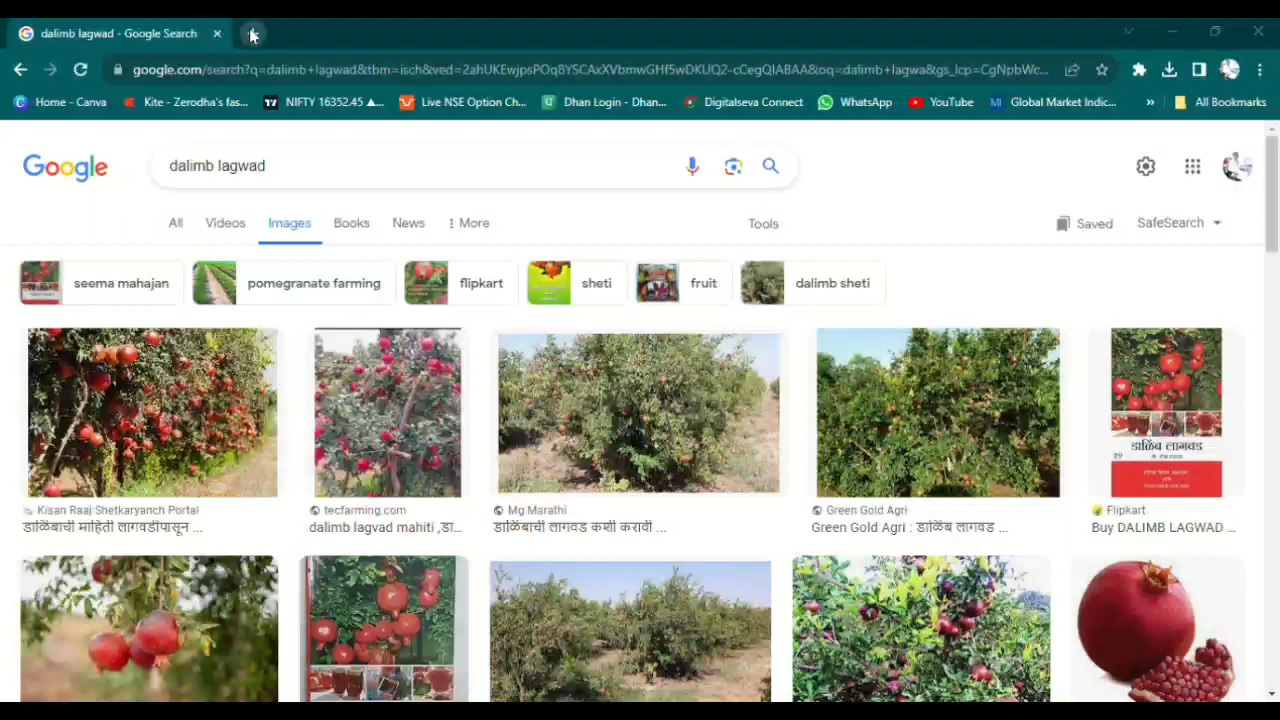 dalimb lagwad - Google Search
google.com/search?q=dalimb+lagwad&tbm=isch&ved=2ahUKEwjpsPOq8YSCAxXVbmwGHf5wDKUQ2-cCegQIABAA&oq=dalimb+lagwa&gs_lcp=CgNpbWc...
Home - Canva
Kite - Zerodha's fas...
NIFTY 16352.45 ▲...
Live NSE Option Ch...
Dhan Login - Dhan...
Digitalseva Connect
WhatsApp
YouTube
Global Market Indic...
»
All Bookmarks
Google
dalimb lagwad
All
Videos
Images
Books
News
More
Tools
Saved
SafeSearch
seema mahajan
pomegranate farming
flipkart
sheti
fruit
dalimb sheti
डाळिंब लागवड
Kisan Raaj Shetkaryanch Portal
डाळिंबाची माहिती लागवडीपासून ...
tecfarming.com
dalimb lagvad mahiti ,डा...
Mg Marathi
डाळिंबाची लागवड कशी करावी ...
Green Gold Agri
Green Gold Agri : डाळिंब लागवड ...
Flipkart
Buy DALIMB LAGWAD ...